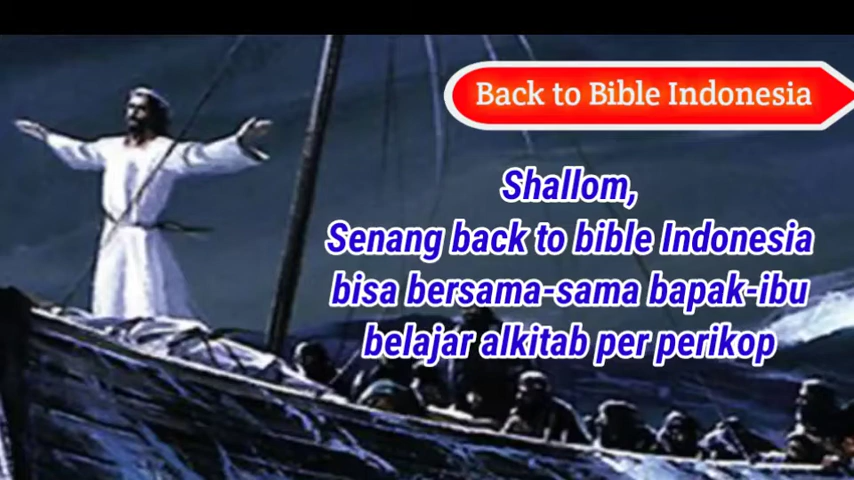 Back to Bible Indonesia
Shallom,
Senang back to bible Indonesia
bisa bersama-sama bapak-ibu
belajar alkitab per perikop